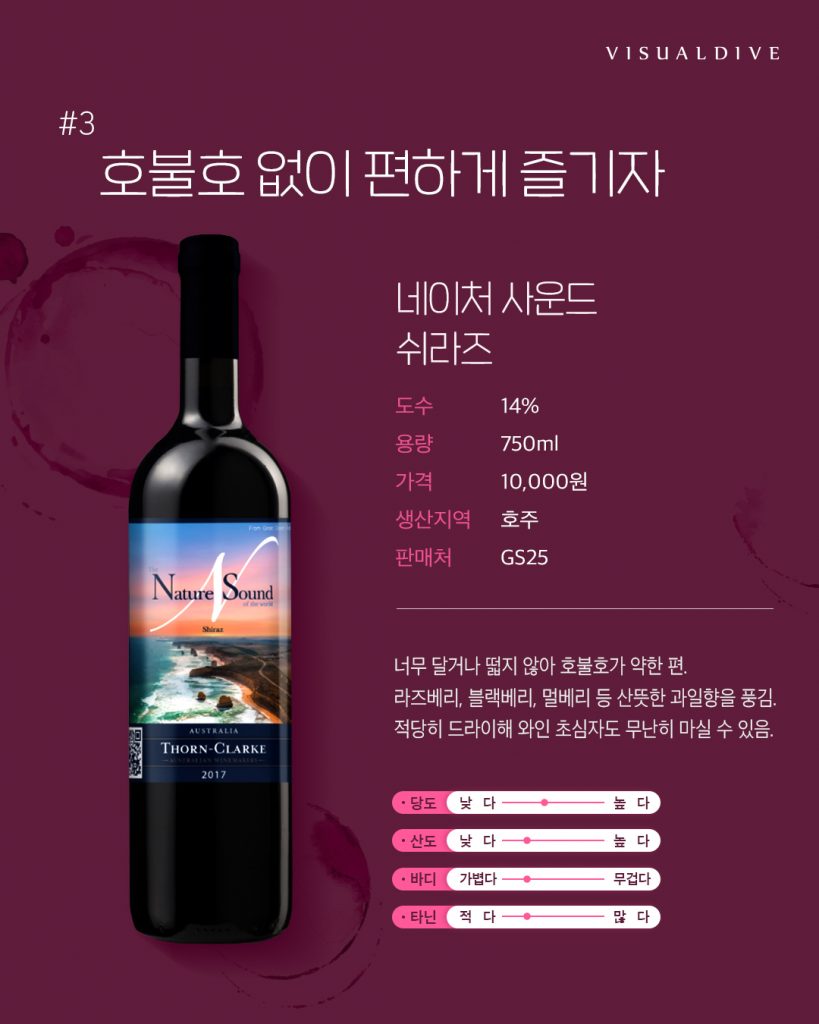 VISUALDIVE
#3
호불호 없이 편하게 즐기자
네이처 사운드
쉬라즈
도수 14%
용량 750ml
가격 10,000원
생산지역 호주
판매처 GS25
너무 달거나 떫지 않아 호불호가 약한 편.
라즈베리, 블랙베리, 멀베리 등 산뜻한 과일향을 풍김.
적당히 드라이해 와인 초심자도 무난히 마실 수 있음.
· 당도 낮다 높다
· 산도 낮다 높다
· 바디 가볍다 무겁다
· 타닌 적다 많다
The
N
Nature Sound
of the world
Shiraz
AUSTRALIA
THORN-CLARKE
AUSTRALIAN WINEMAKERS
2017